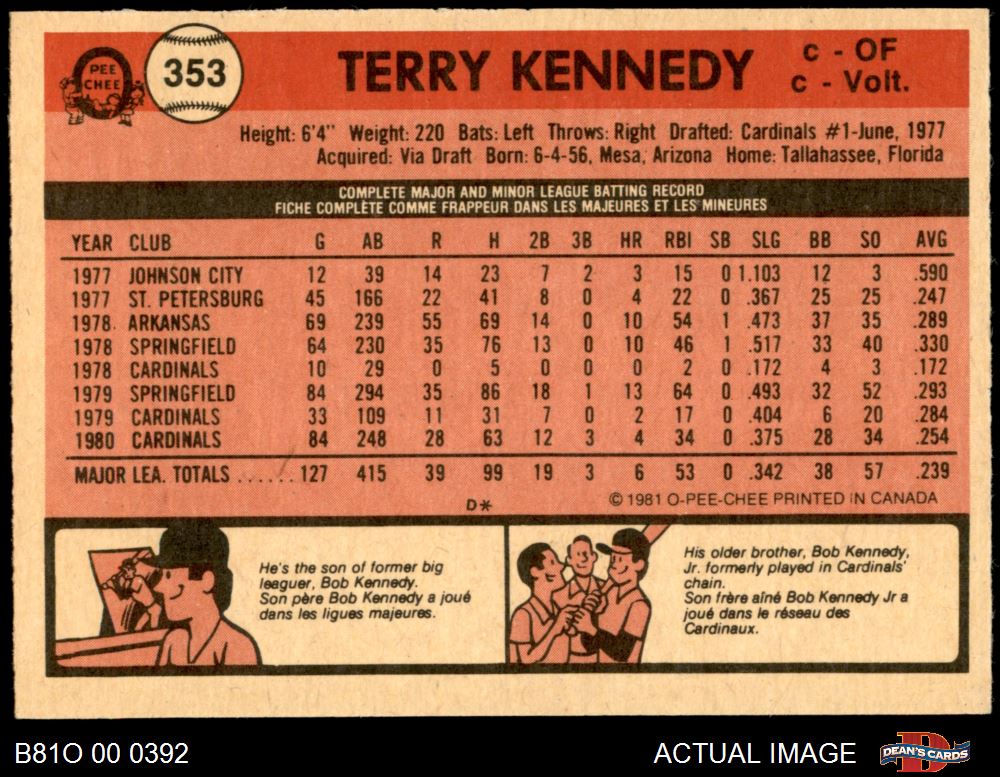 PEE CHEE
353
TERRY KENNEDY
c - OF
c - Volt.
Height: 6'4" Weight: 220 Bats: Left Throws: Right Drafted: Cardinals #1-June, 1977
Acquired: Via Draft Born: 6-4-56, Mesa, Arizona Home: Tallahassee, Florida
COMPLETE MAJOR AND MINOR LEAGUE BATTING RECORD
FICHE COMPLÈTE COMME FRAPPEUR DANS LES MAJEURES ET LES MINEURES
YEAR CLUB G AB R H 2B 3B HR RBI SB SLG BB SO AVG
1977 JOHNSON CITY 12 39 14 23 7 2 3 15 0 1.103 12 3 .590
1977 ST. PETERSBURG 45 166 22 41 8 0 4 22 0 .367 25 25 .247
1978 ARKANSAS 69 239 55 69 14 0 10 54 1 .473 37 35 .289
1978 SPRINGFIELD 64 230 35 76 13 0 10 46 1 .517 33 40 .330
1978 CARDINALS 10 29 0 5 0 0 0 2 0 .172 4 3 .172
1979 SPRINGFIELD 84 294 35 86 18 1 13 64 0 .493 32 52 .293
1979 CARDINALS 33 109 11 31 7 0 2 17 0 .404 6 20 .284
1980 CARDINALS 84 248 28 63 12 3 4 34 0 .375 28 34 .254
MAJOR LEA. TOTALS ...... 127 415 39 99 19 3 6 53 0 .342 38 57 .239
D* © 1981 O-PEE-CHEE PRINTED IN CANADA
He's the son of former big
leaguer, Bob Kennedy.
Son père Bob Kennedy a joué
dans les ligues majeures.
His older brother, Bob Kennedy,
Jr. formerly played in Cardinals'
chain.
Son frère aîné Bob Kennedy Jr a
joué dans le réseau des
Cardinaux.
B81O 00 0392
ACTUAL IMAGE
DEAN'S CARDS